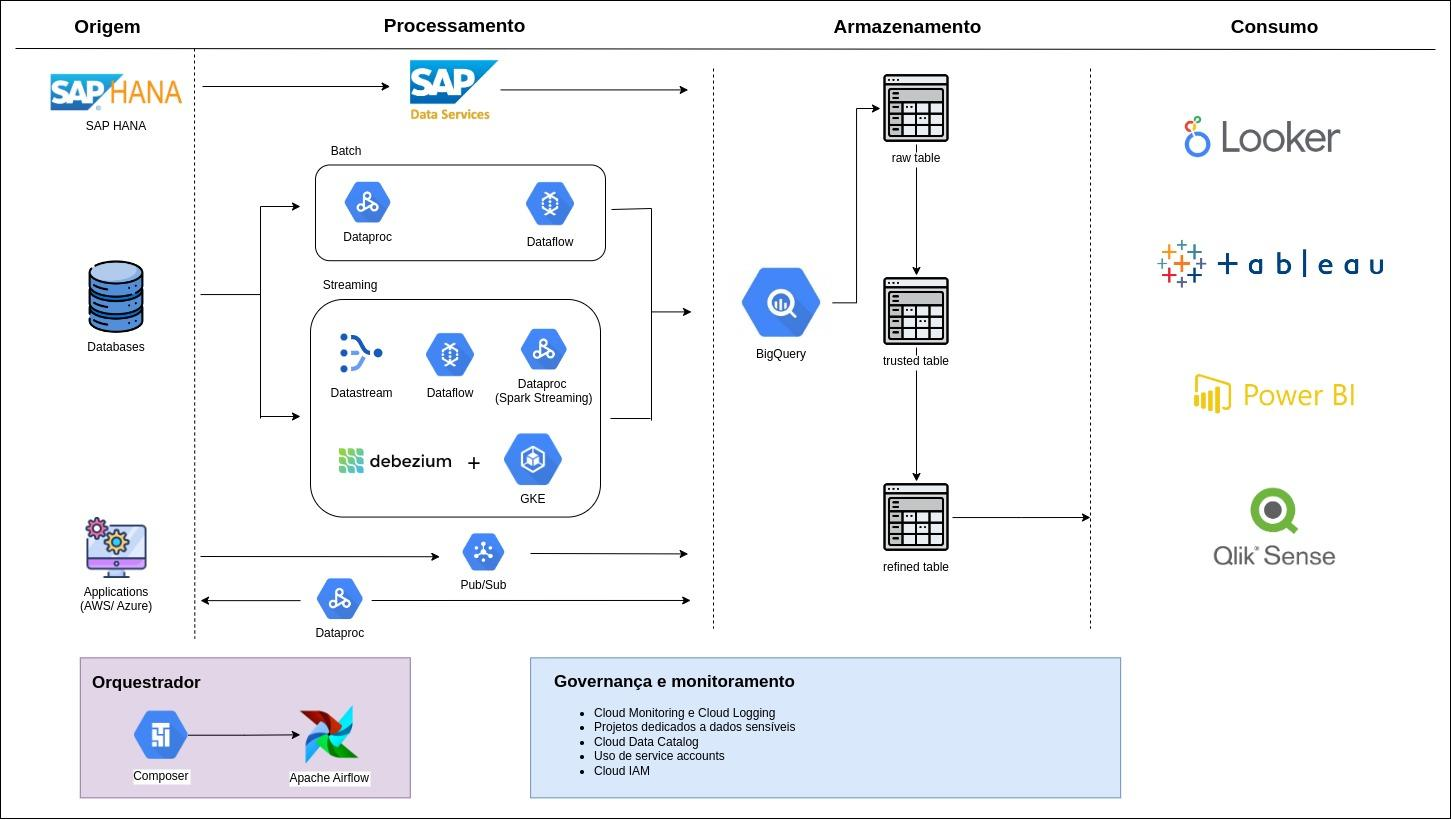 Origem
Processamento
Armazenamento
Consumo
SAP HANA
SAP HANA
SAP
Data Services
Batch
Dataproc
Dataflow
Databases
Streaming
Datastream
Dataflow
Dataproc
(Spark Streaming)
debezium
+
GKE
Applications
(AWS/ Azure)
Pub/Sub
Dataproc
BigQuery
raw table
trusted table
refined table
Looker
+ableau
Power BI
Qlik Sense
Orquestrador
Composer
Apache Airflow
Governança e monitoramento
• Cloud Monitoring e Cloud Logging
• Projetos dedicados a dados sensíveis
• Cloud Data Catalog
• Uso de service accounts
• Cloud IAM